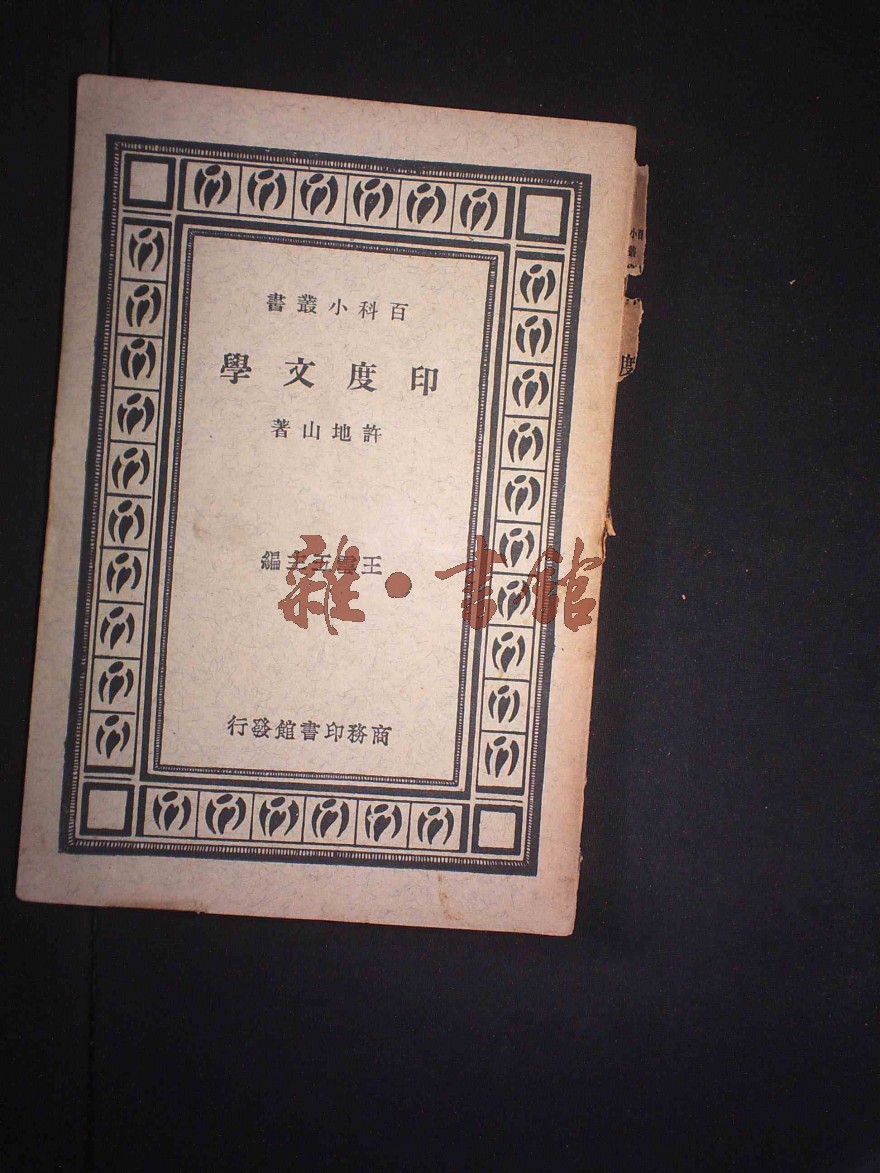 百科小叢書
印度文學
許地山著
王雲五主編
商務印書館發行
雜·書館
度